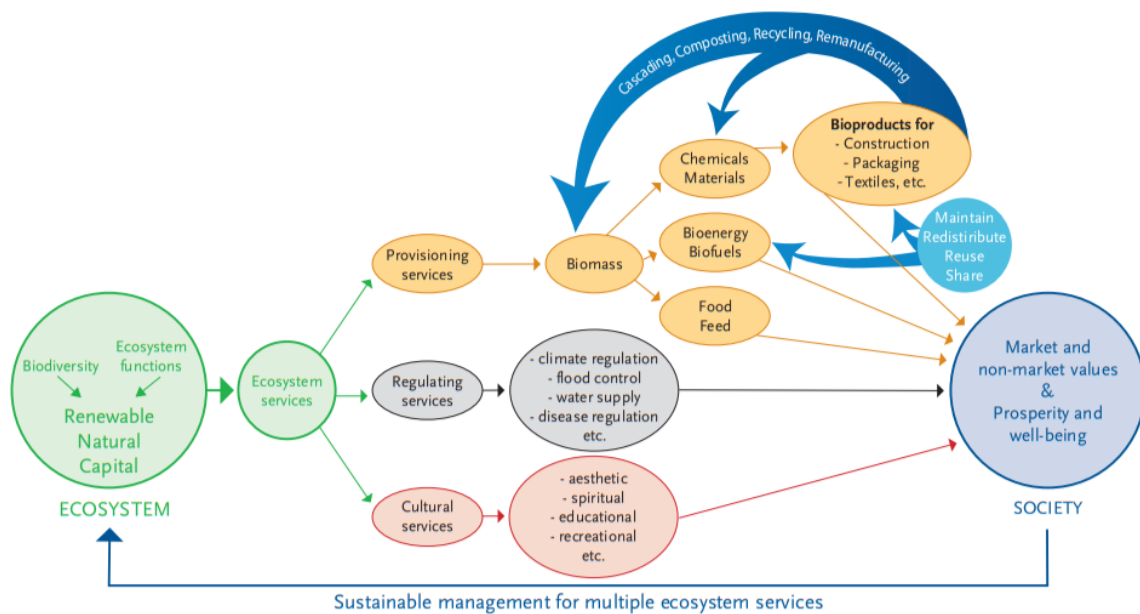 Cascading, Composting, Recycling, Remanufacturing
Bioproducts for
- Construction
- Packaging
- Textiles, etc.
Chemicals
Materials
Maintain
Redistiribute
Reuse
Share
Bioenergy
Biofuels
Provisioning
services
Biomass
Food
Feed
Biodiversity
Ecosystem
functions
Renewable
Natural
Capital
ECOSYSTEM
Ecosystem
services
Regulating
services
- climate regulation
- flood control
- water supply
- disease regulation
etc.
Market and
non-market values
&
Prosperity and
well-being
SOCIETY
Cultural
services
- aesthetic
- spiritual
- educational
- recreational
etc.
Sustainable management for multiple ecosystem services